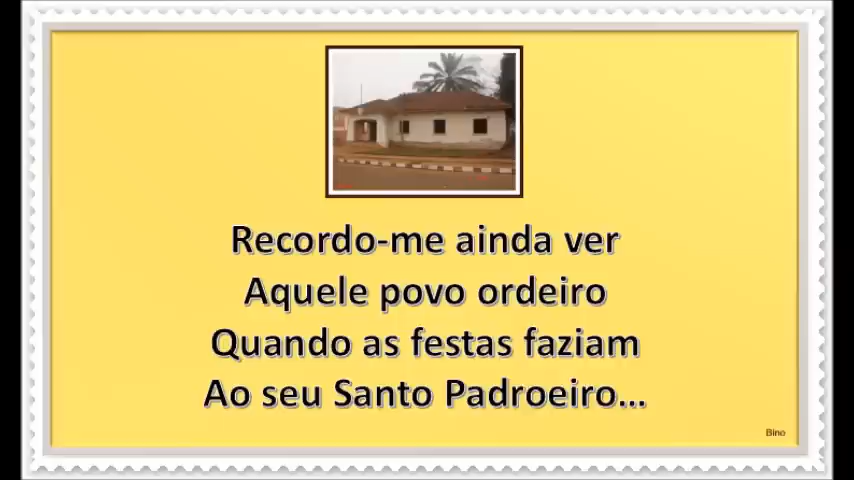 Recordo-me ainda ver
Aquele povo ordeiro
Quando as festas faziam
Ao seu Santo Padroeiro...
Bino